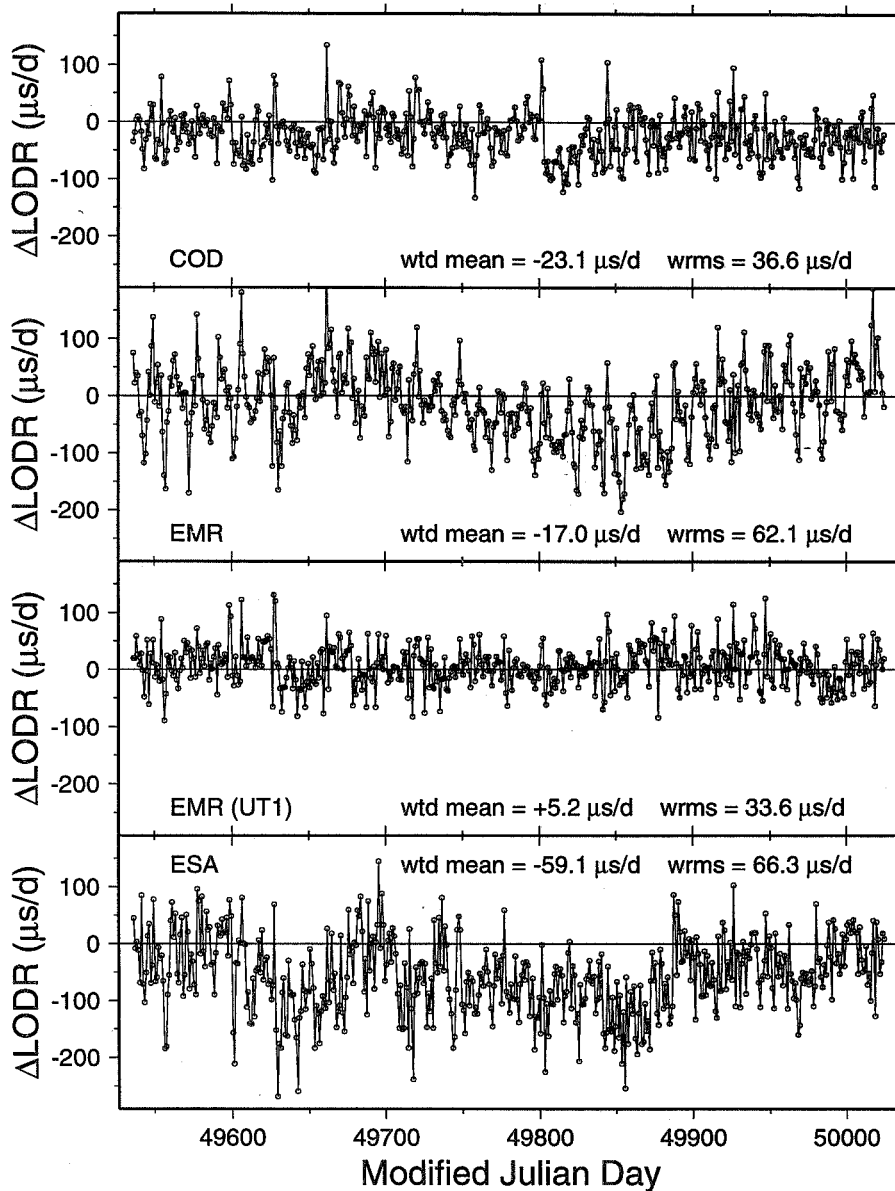 ΔLODR (μs/d)
100
0
-100
-200
COD wtd mean = -23.1 μs/d wrms = 36.6 μs/d
ΔLODR (μs/d)
100
0
-100
-200
EMR wtd mean = -17.0 μs/d wrms = 62.1 μs/d
ΔLODR (μs/d)
100
0
-100
-200
EMR (UT1) wtd mean = +5.2 μs/d wrms = 33.6 μs/d
ΔLODR (μs/d)
ESA wtd mean = -59.1 μs/d wrms = 66.3 μs/d
100
0
-100
-200
49600 49700 49800 49900 50000
Modified Julian Day